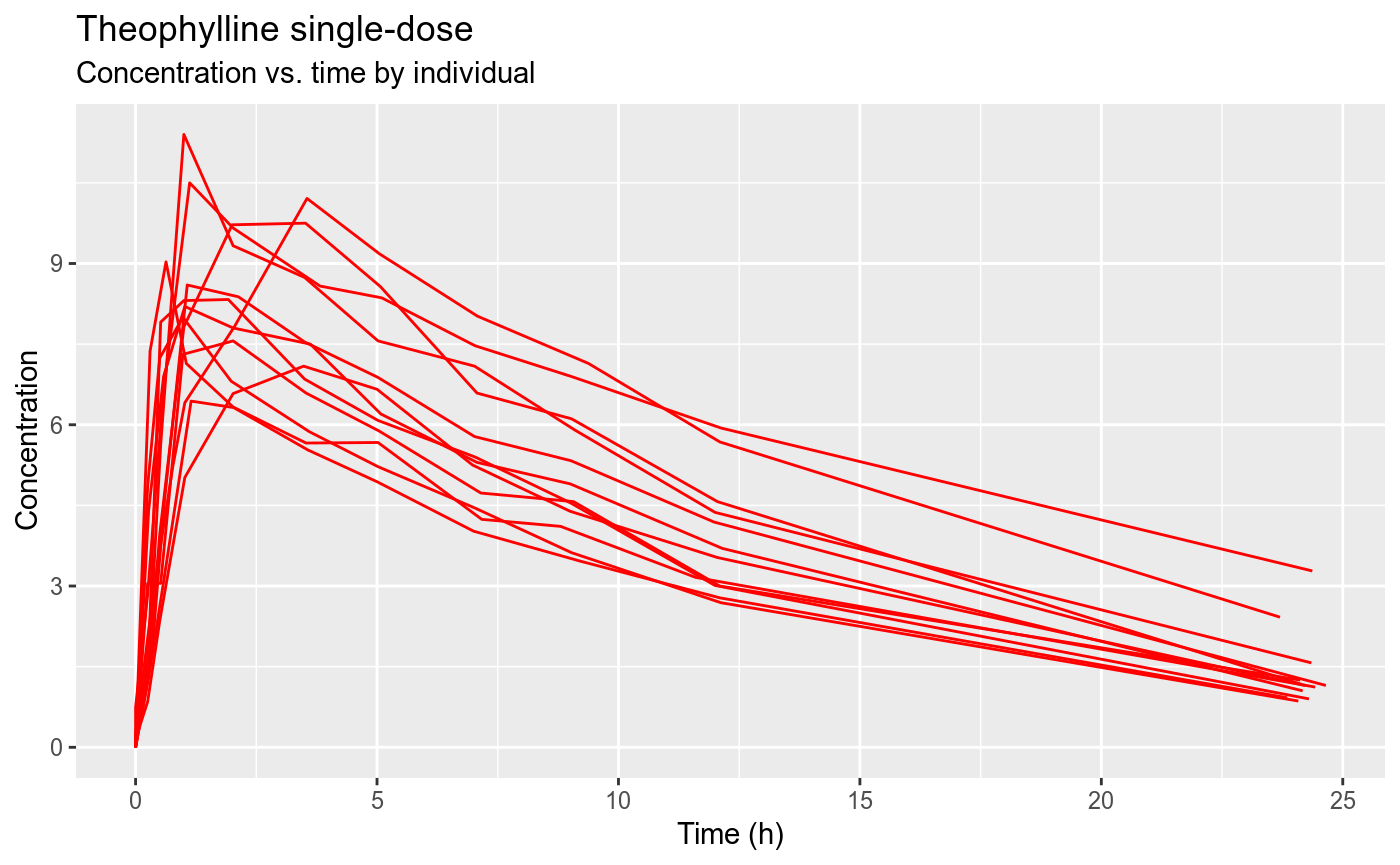 Theophylline single-dose
Concentration vs. time by individual
Concentration
9
6
3
0
0 5 10 15 20 25
Time (h)